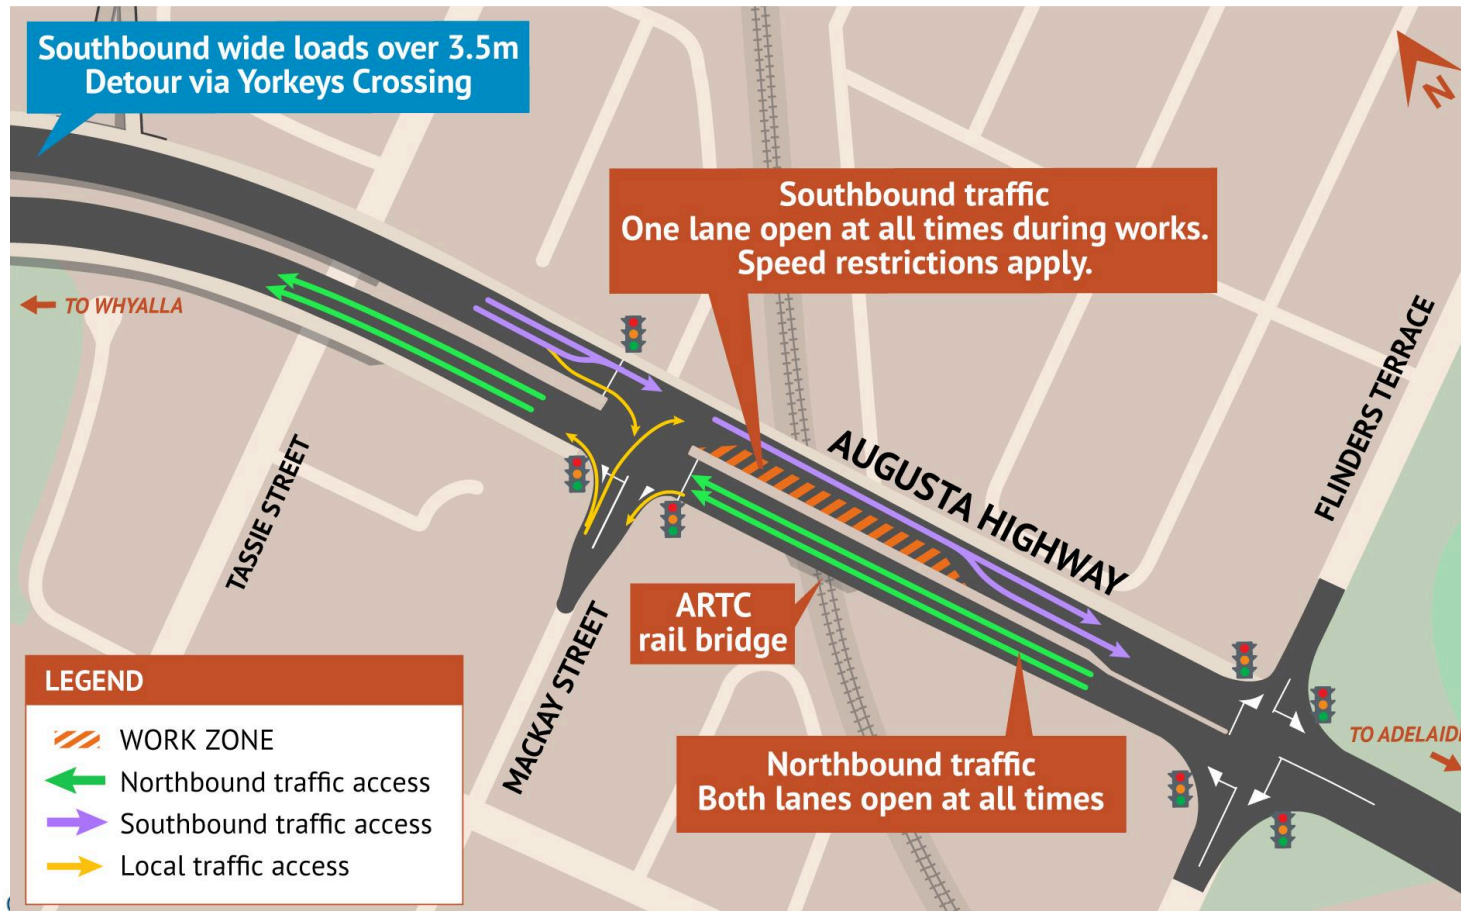 Southbound wide loads over 3.5m
Detour via Yorkeys Crossing
N
Southbound traffic
One lane open at all times during works.
Speed restrictions apply.
TO WHYALLA
FLINDERS TERRACE
AUGUSTA HIGHWAY
TASSIE STREET
ARTC
rail bridge
MACKAY STREET
TO ADELAID
Northbound traffic
Both lanes open at all times
LEGEND
WORK ZONE
Northbound traffic access
Southbound traffic access
Local traffic access